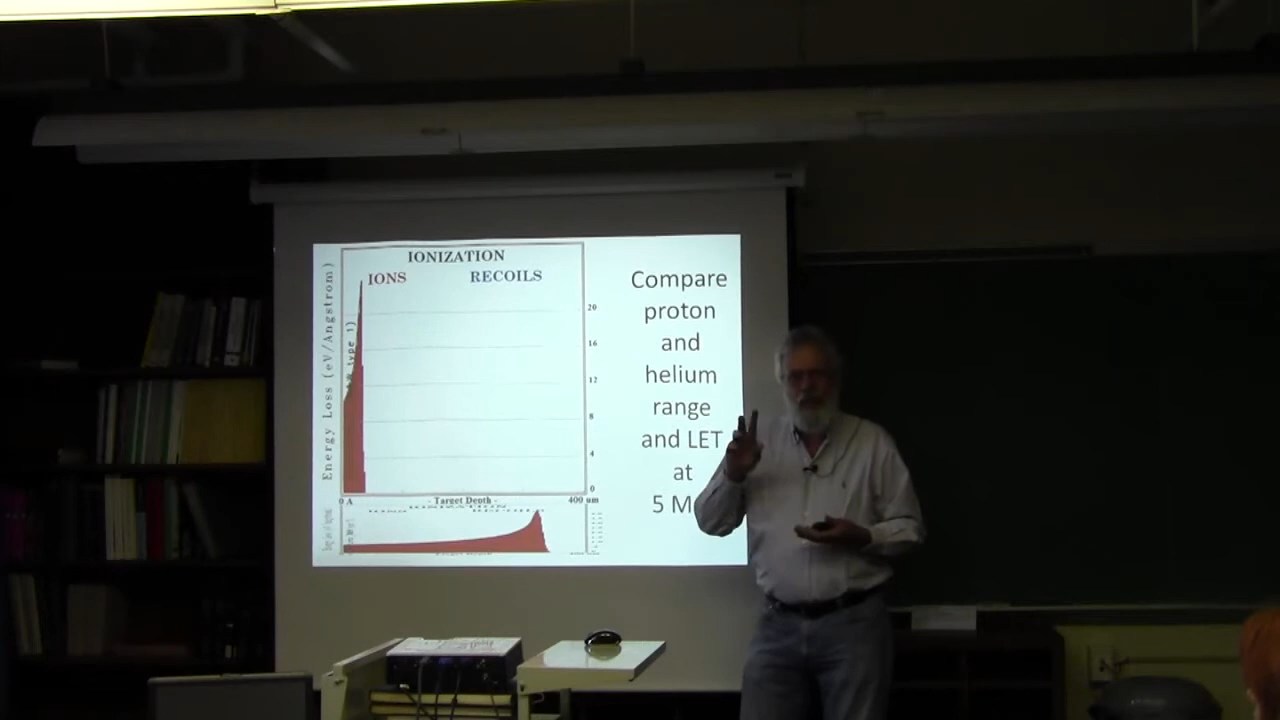 IONIZATION
IONS RECOILS
Energy Loss (eV/Angstrom)
20
16
12
8
4
0
0 A - Target Depth - 400 um
IONIZATION
Compare
proton
and
helium
range
and LET
at
5